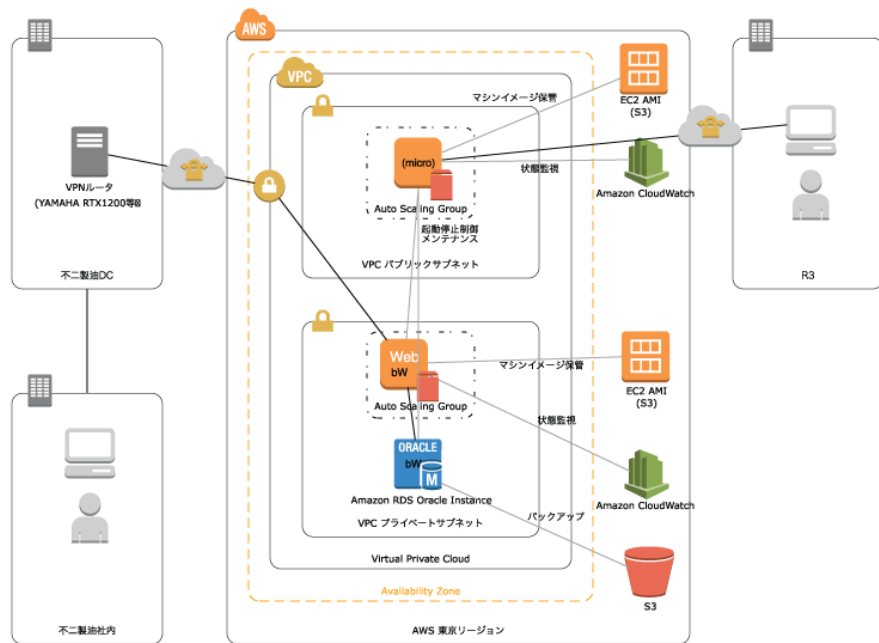 AWS
VPC
マシンイメージ保管
EC2 AMI
(S3)
(micro)
状態監視
Amazon CloudWatch
VPNルータ
(YAMAHA RTX1200等
Auto Scaling Group
起動停止制御
メンテナンス
VPC パブリックサブネット
不二製油DC
R3
Web
bW
マシンイメージ保管
EC2 AMI
(S3)
Auto Scaling Group
状態監視
ORACLE
bW
M
Amazon RDS Oracle Instance
Amazon CloudWatch
バックアップ
VPC プライベートサブネット
Virtual Private Cloud
Availability Zone
S3
不二製油社内
AWS 東京リージョン